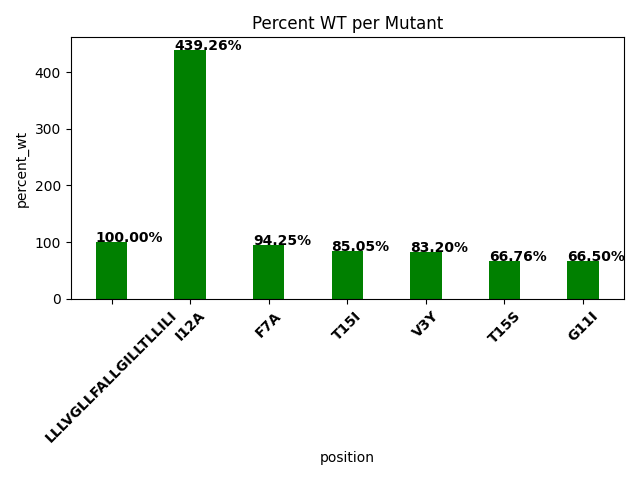 Percent WT per Mutant
percent_wt
400
300
200
100
0
100.00%
439.26%
94.25%
85.05%
83.20%
66.76%
66.50%
LLLVGLLFALLGILLTLLILI
I12A
F7A
T15I
V3Y
T15S
G11I
position